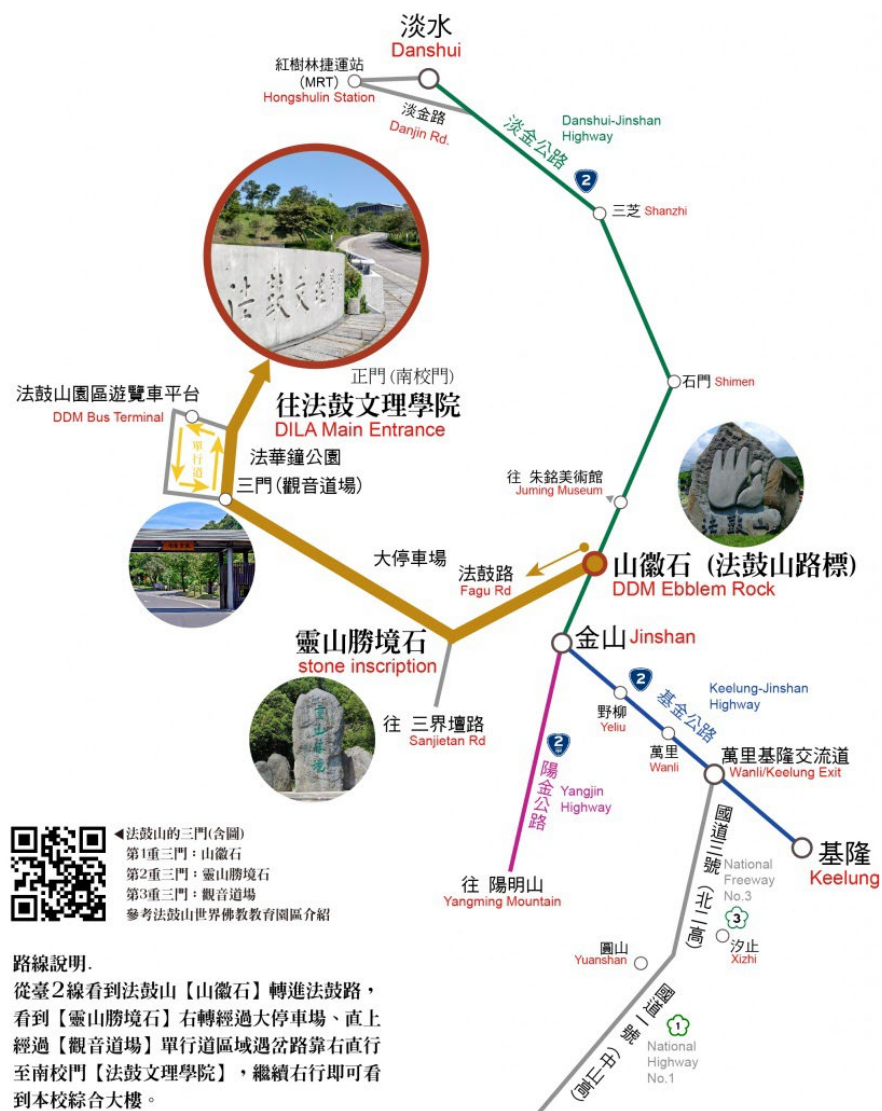 淡水
Danshui
紅樹林捷運站
(MRT)
Hongshulin Station
淡金路
Danjin Rd.
淡金公路
Danshui-Jinshan
Highway
2
三芝 Shanzhi
法鼓文理學
正門(南校門)
往法鼓文理學院
DILA Main Entrance
石門 Shimen
法鼓山園區遊覽車平台
DDM Bus Terminal
單行道
法華鐘公園
三門(觀音道場)
往 朱銘美術館
Juming Museum
大停車場
法鼓路
Fagu Rd
山徽石 (法鼓山路標)
DDM Ebblem Rock
靈山勝境石
stone inscription
靈山勝境
往 三界壇路
Sanjietan Rd
金山 Jinshan
2
基金公路
Keelung-Jinshan
Highway
野柳
Yeliu
萬里
Wanli
萬里基隆交流道
Wanli/Keelung Exit
2
陽金公路
Yangjin
Highway
往 陽明山
Yangming Mountain
基隆
Keelung
國道三號 (北二高)
National
Freeway
No.3
3
汐止
Xizhi
圓山
Yuanshan
國道一號 (中山高)
1
National
Highway
No.1
◀法鼓山的三門(含圖)
第1重三門：山徽石
第2重三門：靈山勝境石
第3重三門：觀音道場
參考法鼓山世界佛教教育園區介紹
路線說明.
從臺2線看到法鼓山【山徽石】轉進法鼓路，
看到【靈山勝境石】右轉經過大停車場、直上
經過【觀音道場】單行道區域遇岔路靠右直行
至南校門【法鼓文理學院】，繼續右行即可看
到本校綜合大樓。